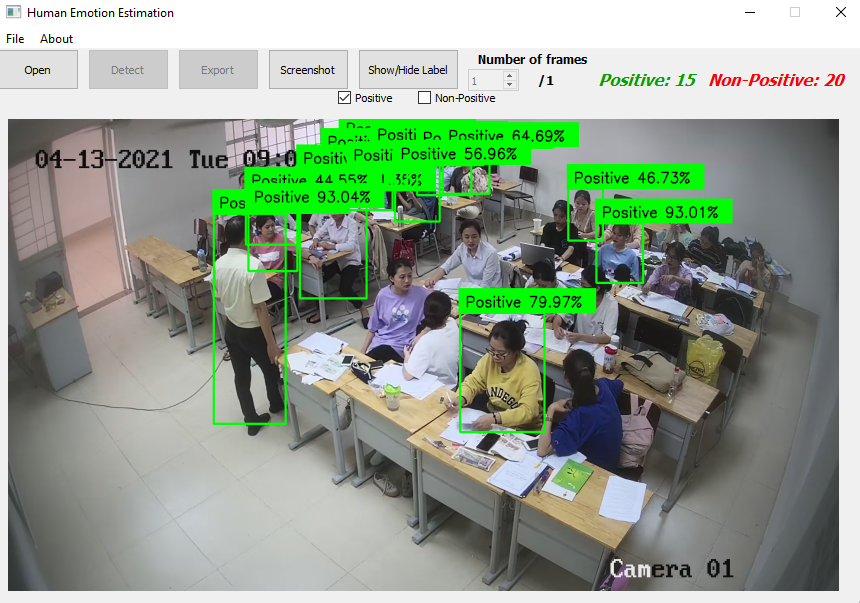 Human Emotion Estimation
File About
Open Detect Export Screenshot Show/Hide Label
Number of frames
1 /1
Positive: 15 Non-Positive: 20
Positive Non-Positive
04-13-2021 Tue 09:0
Positive 64.69%
Positive 56.96%
44.55%
Positive 93.04%
Positive 46.73%
Positive 93.01%
Positive 79.97%
Camera 01